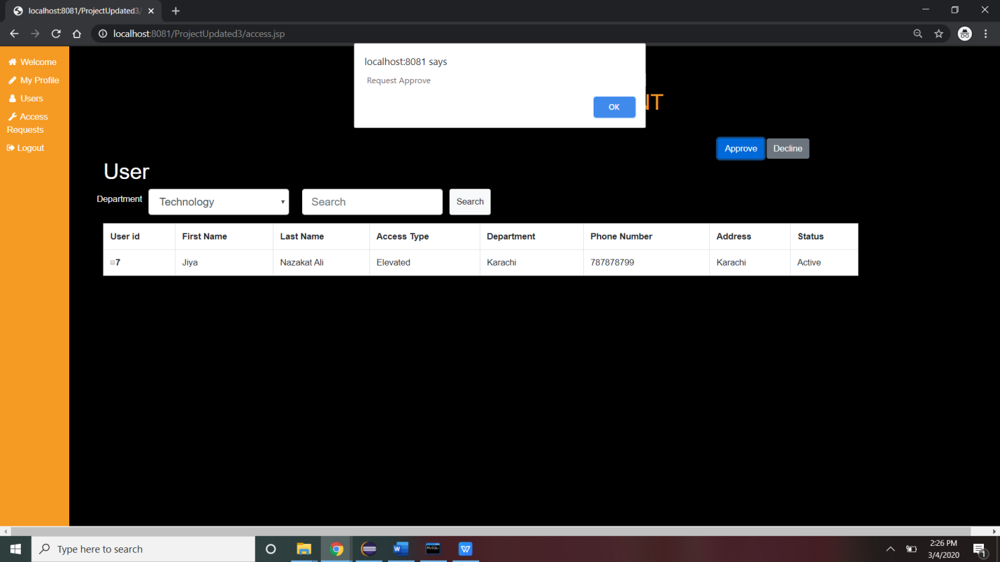 localhost:8081/ProjectUpdated3/
localhost:8081/ProjectUpdated3/access.jsp
Welcome
My Profile
Users
Access
Requests
Logout
localhost:8081 says
Request Approve
OK
NT
Approve Decline
User
Department Technology Search Search
User id First Name Last Name Access Type Department Phone Number Address Status
7 Jiya Nazakat Ali Elevated Karachi 787878799 Karachi Active
Type here to search
MySQL
W
W
2:26 PM
3/4/2020
1